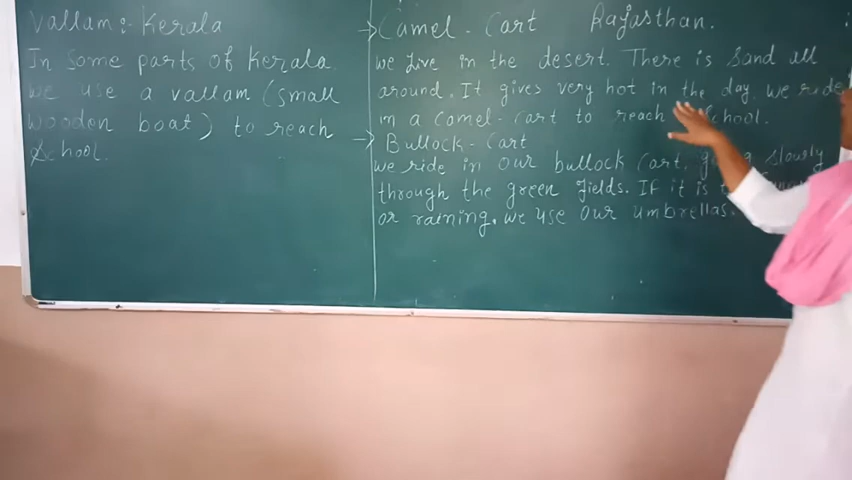 Vallam :- Kerala
In Some parts of Kerala.
we use a vallam (small
wooden boat) to reach
School.
→ Camel - Cart Rajasthan.
we live in the desert. There is Sand all
around. It gives very hot in the day. we ride
in a camel - cart to reach School.
→ Bullock - Cart
we ride in our bullock Cart, slowly
through the green fields. If it is
or raining, we use our umbrellas.